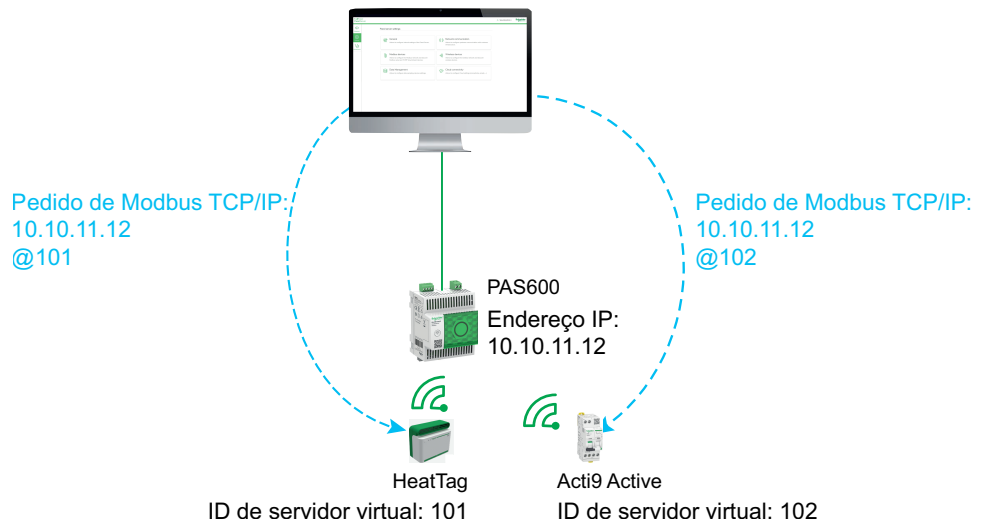 Pedido de Modbus TCP/IP:
10.10.11.12
@101
Pedido de Modbus TCP/IP:
10.10.11.12
@102
PAS600
Endereço IP:
10.10.11.12
HeatTag
ID de servidor virtual: 101
Acti9 Active
ID de servidor virtual: 102